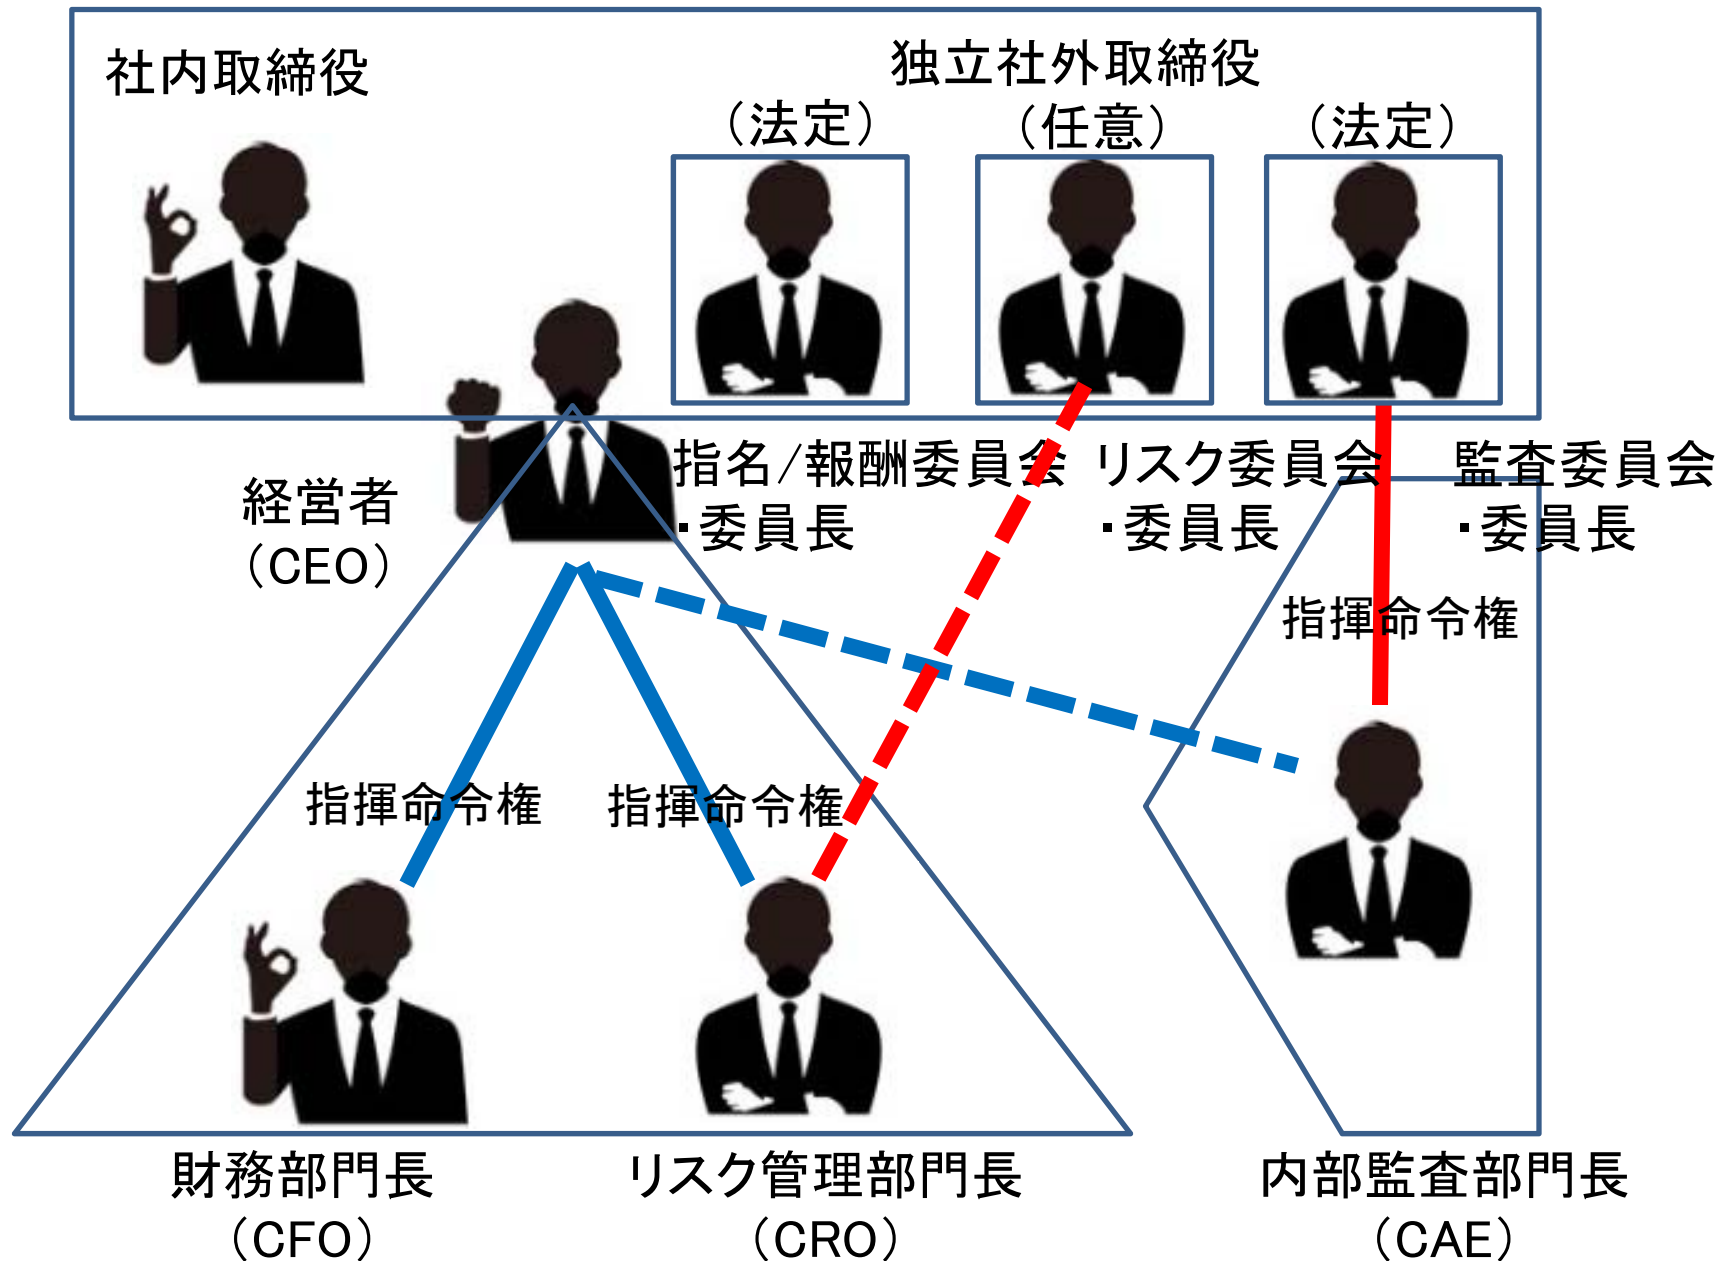 社内取締役
独立社外取締役
（法定）
（任意）
（法定）
指名/報酬委員会
・委員長
リスク委員会
・委員長
監査委員会
・委員長
経営者
（CEO）
指揮命令権
指揮命令権
指揮命令権
財務部門長
（CFO）
リスク管理部門長
（CRO）
内部監査部門長
（CAE）